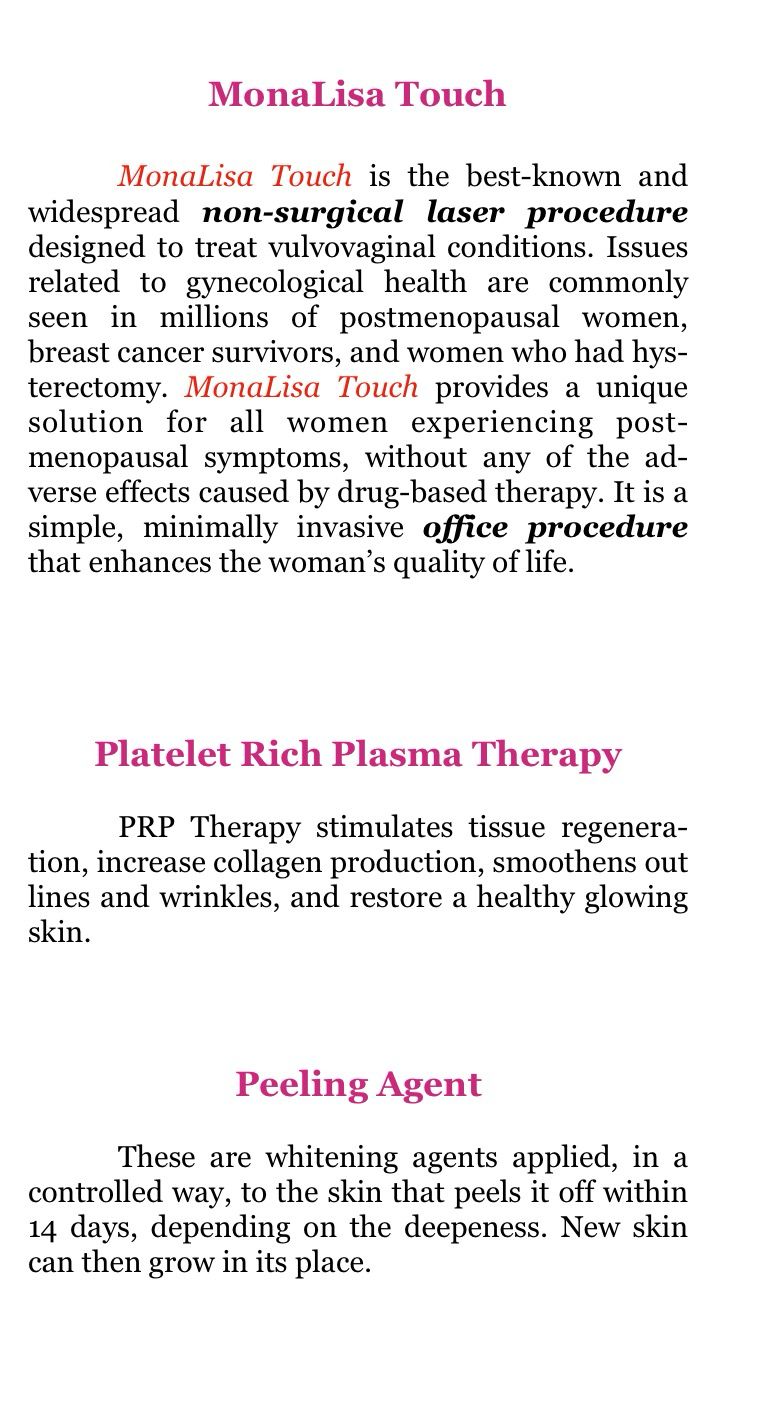 MonaLisa Touch
MonaLisa Touch is the best-known and
widespread non-surgical laser procedure
designed to treat vulvovaginal conditions. Issues
related to gynecological health are commonly
seen in millions of postmenopausal women,
breast cancer survivors, and women who had hys-
terectomy. MonaLisa Touch provides a unique
solution for all women experiencing post-
menopausal symptoms, without any of the ad-
verse effects caused by drug-based therapy. It is a
simple, minimally invasive office procedure
that enhances the woman’s quality of life.
Platelet Rich Plasma Therapy
PRP Therapy stimulates tissue regenera-
tion, increase collagen production, smoothens out
lines and wrinkles, and restore a healthy glowing
skin.
Peeling Agent
These are whitening agents applied, in a
controlled way, to the skin that peels it off within
14 days, depending on the deepeness. New skin
can then grow in its place.